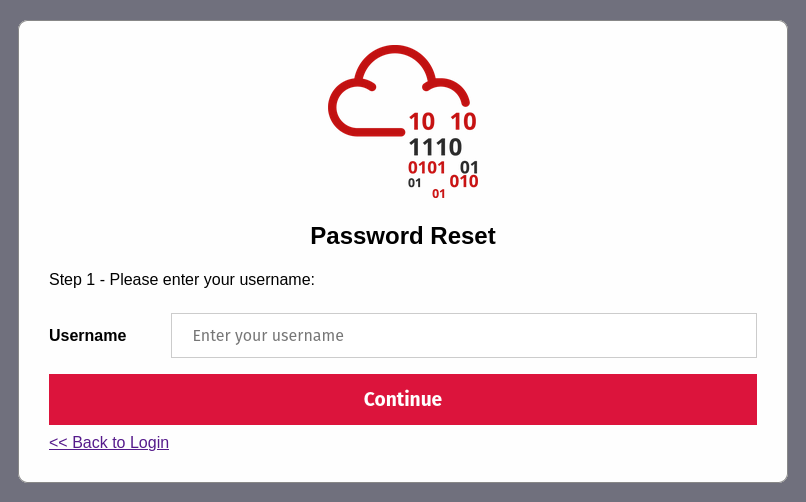 10 10
1110
0101 01
01 010
01
Password Reset
Step 1 - Please enter your username:
Username Enter your username
Continue
<< Back to Login